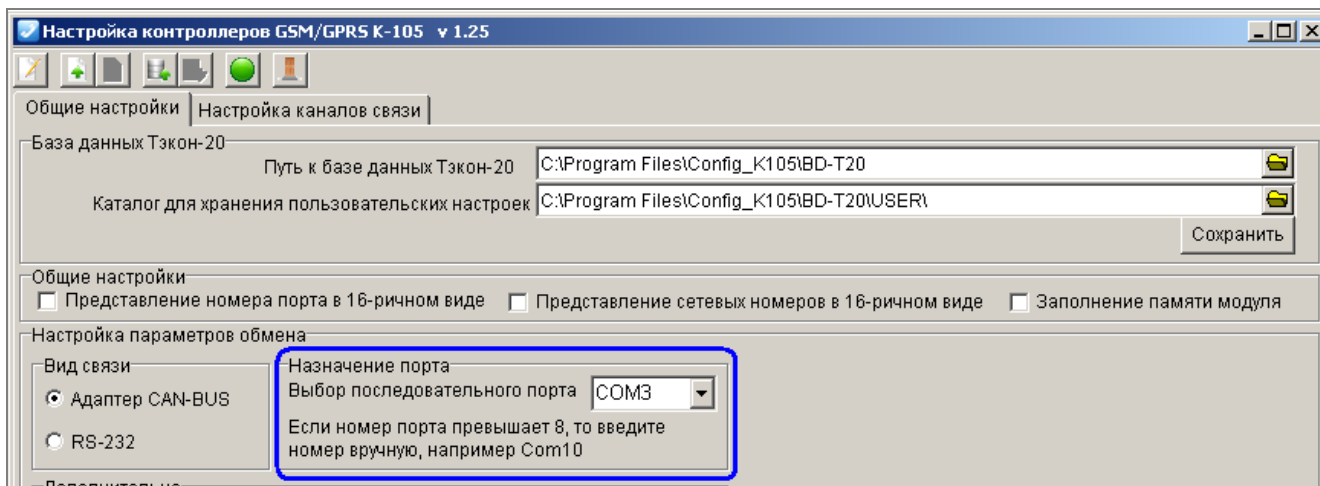 Настройка контроллеров GSM/GPRS K-105 v 1.25
Общие настройки Настройка каналов связи
База данных Тэкон-20
Путь к базе данных Тэкон-20 C:\Program Files\Config_K105\BD-T20
Каталог для хранения пользовательских настроек C:\Program Files\Config_K105\BD-T20\USER\
Сохранить
Общие настройки
Представление номера порта в 16-ричном виде Представление сетевых номеров в 16-ричном виде Заполнение памяти модуля
Настройка параметров обмена
Вид связи
Адаптер CAN-BUS
RS-232
Назначение порта
Выбор последовательного порта COM3
Если номер порта превышает 8, то введите
номер вручную, например Com10
Дополнительно